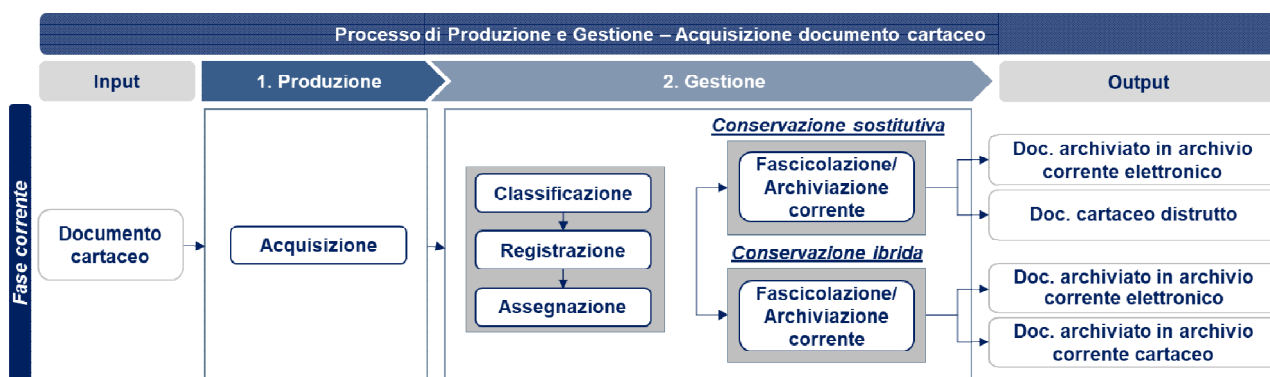 Processo di Produzione e Gestione – Acquisizione documento cartaceo
Input
1. Produzione
2. Gestione
Output
Fase corrente
Documento
cartaceo
Acquisizione
Classificazione
Registrazione
Assegnazione
Conservazione sostitutiva
Fascicolazione/
Archiviazione
corrente
Conservazione ibrida
Fascicolazione/
Archiviazione
corrente
Doc. archiviato in archivio
corrente elettronico
Doc. cartaceo distrutto
Doc. archiviato in archivio
corrente elettronico
Doc. archiviato in archivio
corrente cartaceo